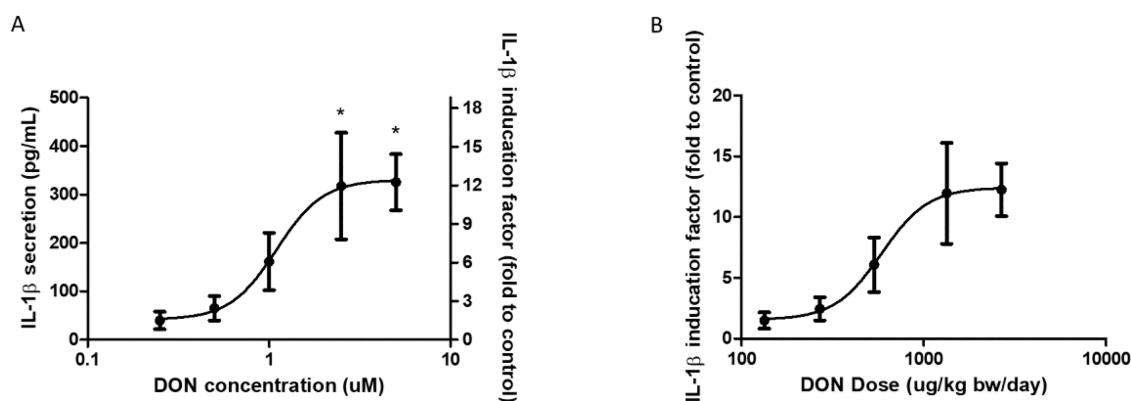 A
IL-1β secretion (pg/mL)
500
400
300
200
100
0
* *
0.1 1 10
DON concentration (uM)
18
15
12
9
6
3
0
IL-1β inducation factor (fold to control)
B
IL-1β inducation factor (fold to control)
20
15
10
5
0
100 1000 10000
DON Dose (ug/kg bw/day)